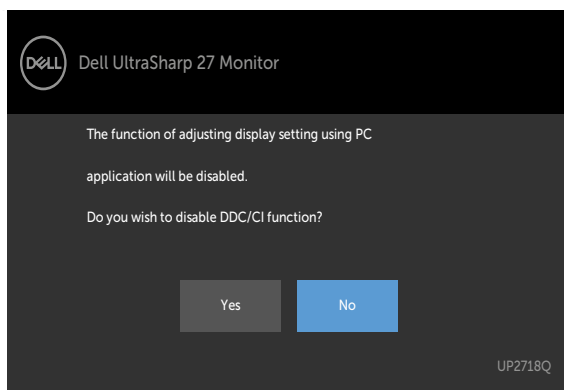 DELL
Dell UltraSharp 27 Monitor
The function of adjusting display setting using PC
application will be disabled.
Do you wish to disable DDC/CI function?
Yes
No
UP2718Q